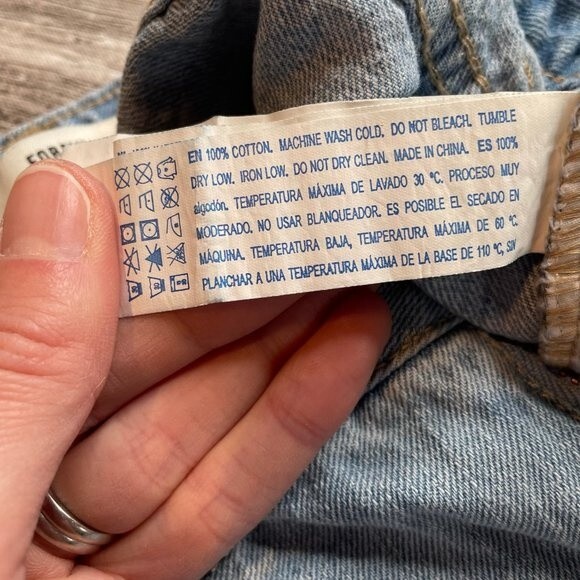 EN 100% COTTON. MACHINE WASH COLD. DO NOT BLEACH. TUMBLE
DRY LOW. IRON LOW. DO NOT DRY CLEAN. MADE IN CHINA. ES 100%
algodón. TEMPERATURA MÁXIMA DE LAVADO 30 °C. PROCESO MUY
MODERADO. NO USAR BLANQUEADOR. ES POSIBLE EL SECADO EN
MÁQUINA. TEMPERATURA BAJA, TEMPERATURA MÁXIMA DE 60 °C.
PLANCHAR A UNA TEMPERATURA MÁXIMA DE LA BASE DE 110 °C, SIN